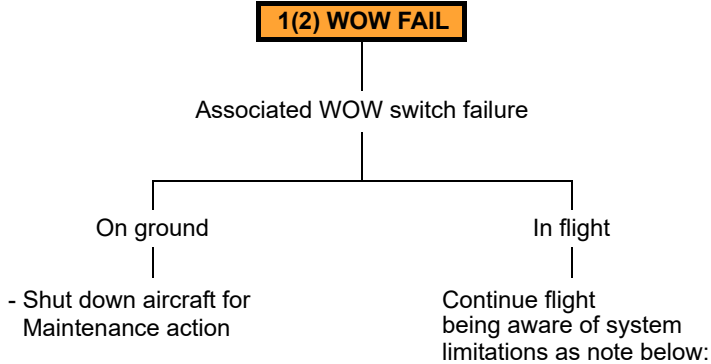 1(2) WOW FAIL
Associated WOW switch failure
On ground
In flight
- Shut down aircraft for
Maintenance action
Continue flight
being aware of system
limitations as note below: